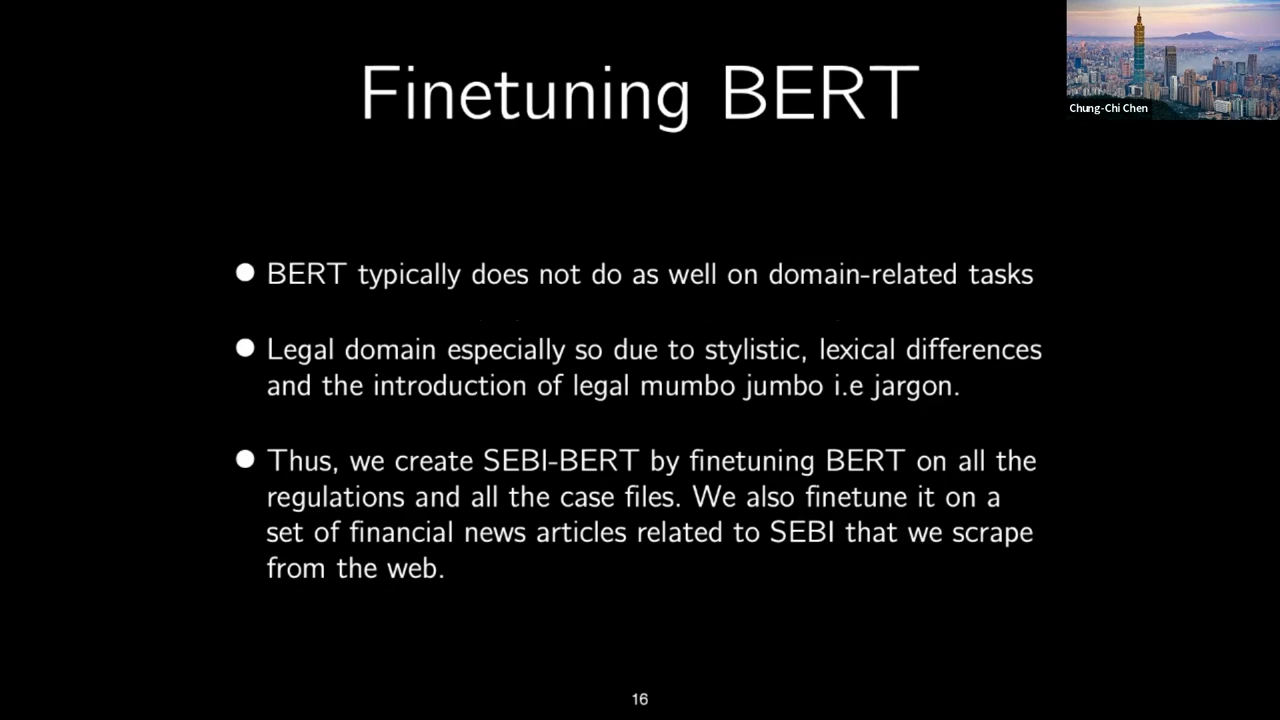 Finetuning BERT
Chung-Chi Chen
● BERT typically does not do as well on domain-related tasks
● Legal domain especially so due to stylistic, lexical differences
and the introduction of legal mumbo jumbo i.e jargon.
● Thus, we create SEBI-BERT by finetuning BERT on all the
regulations and all the case files. We also finetune it on a
set of financial news articles related to SEBI that we scrape
from the web.
16